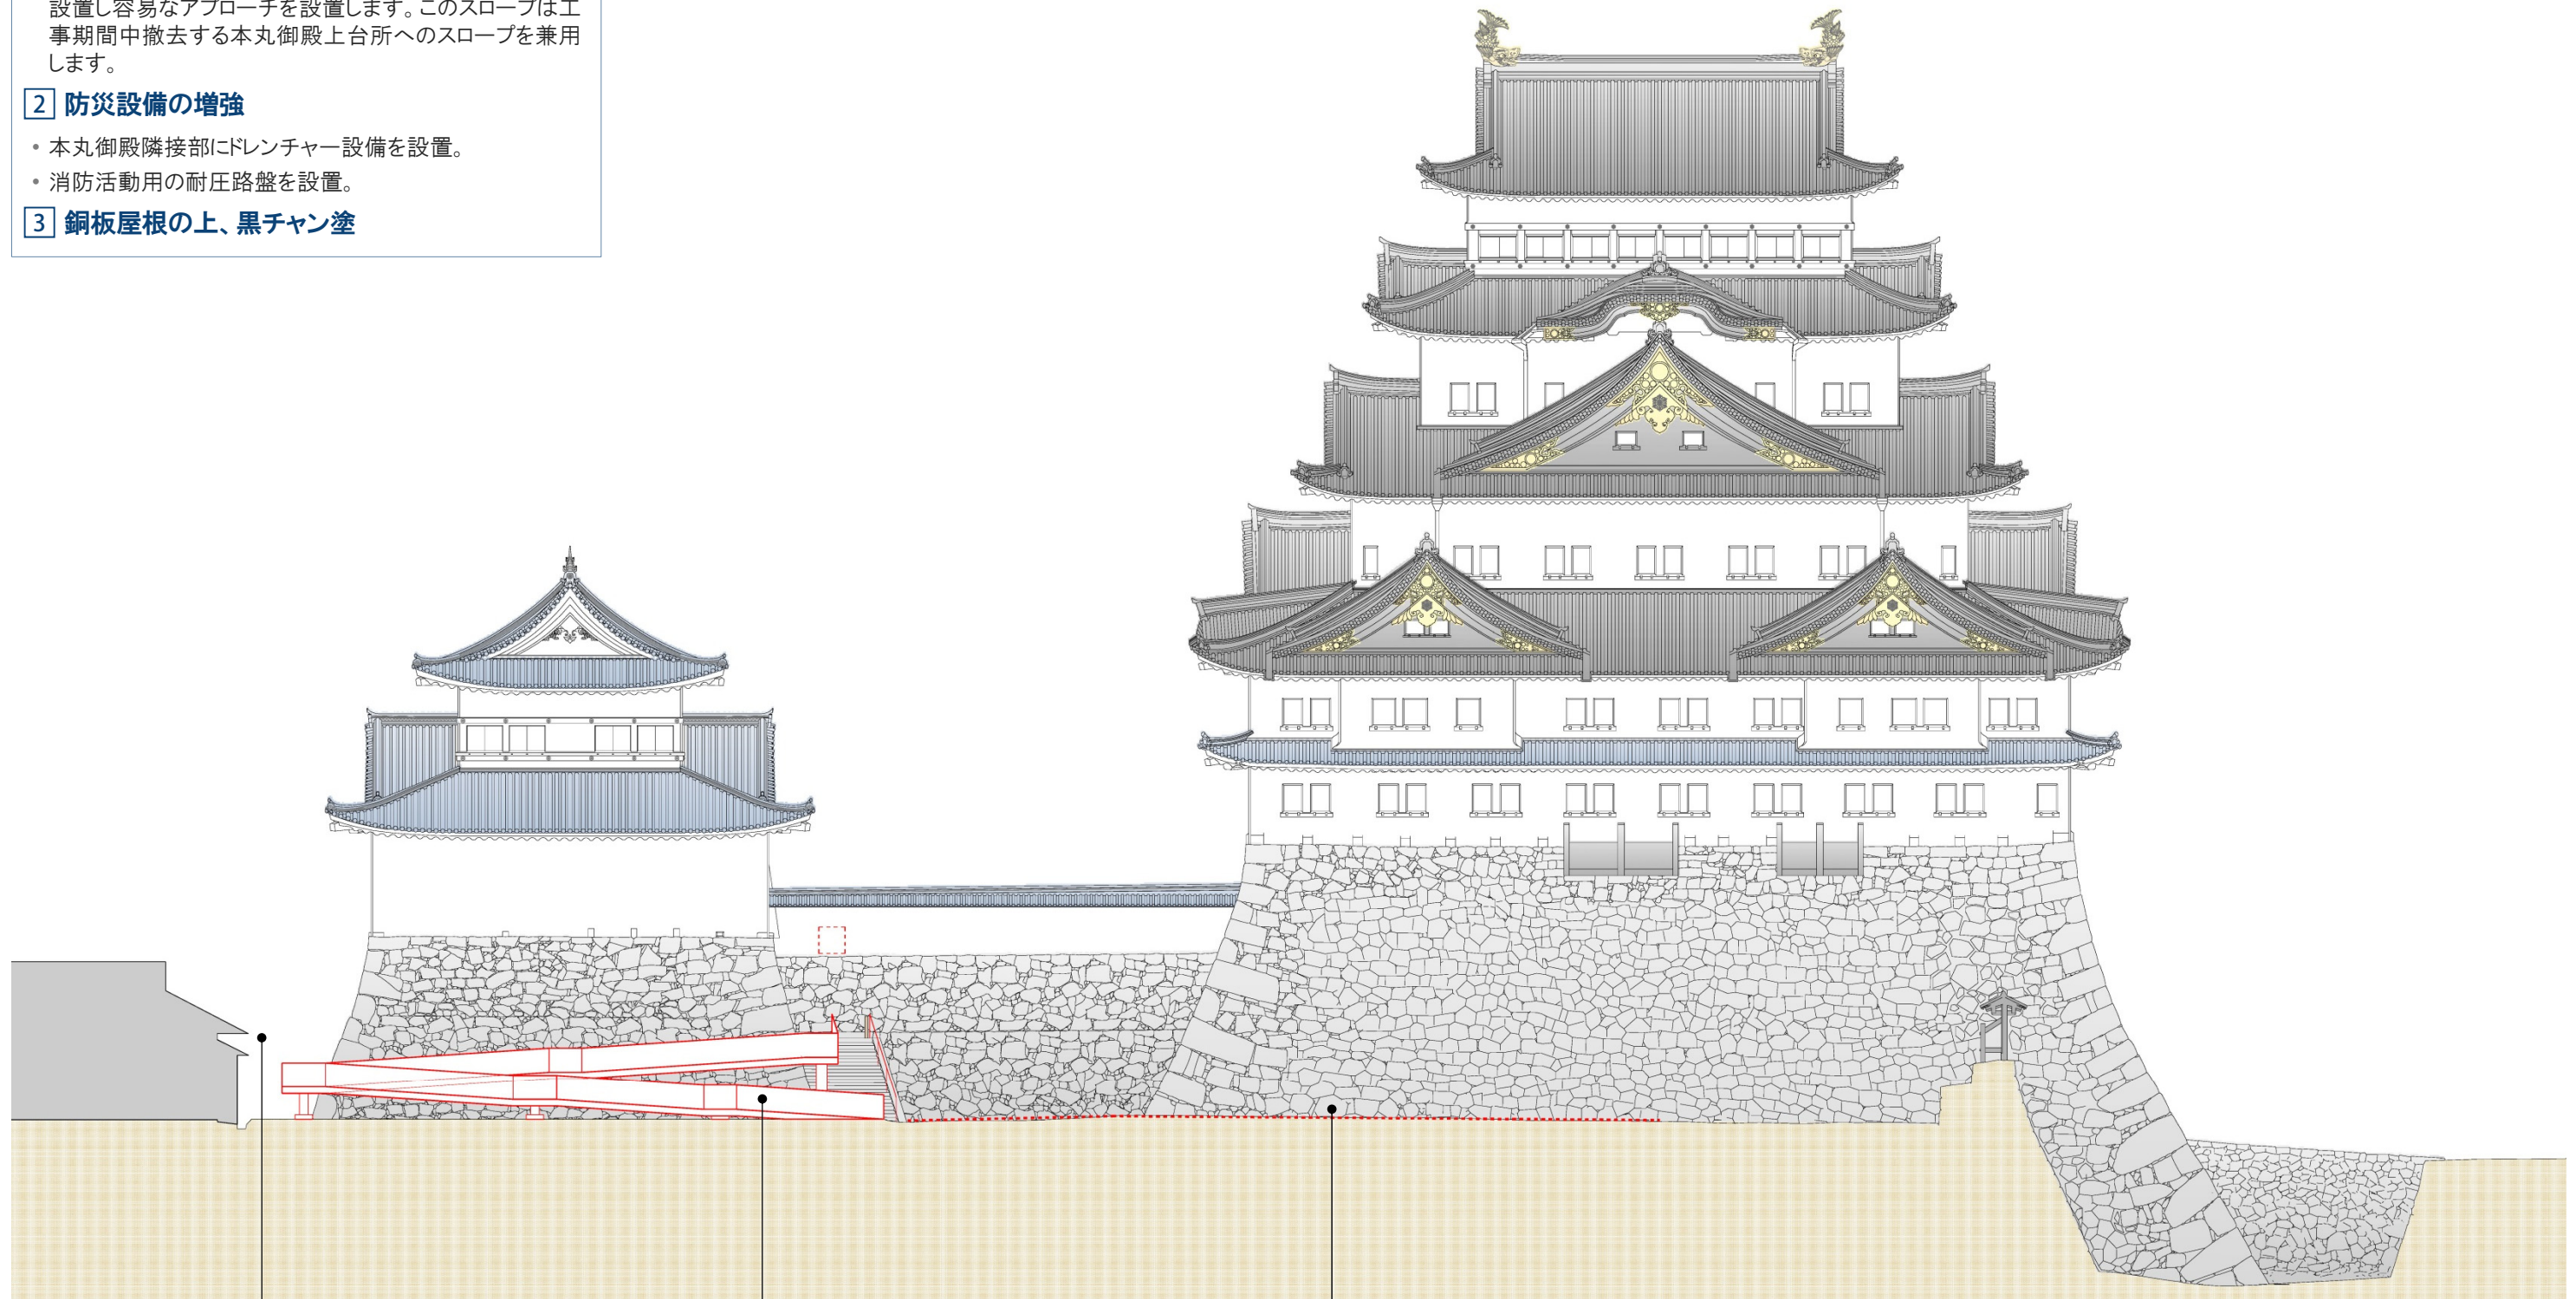 設置し容易なアプローチを設置します。このスロープは工
事期間中撤去する本丸御殿上台所へのスロープを兼用
します。
2 防災設備の増強
・本丸御殿隣接部にドレンチャー設備を設置。
・消防活動用の耐圧路盤を設置。
3 銅板屋根の上、黒チャン塗